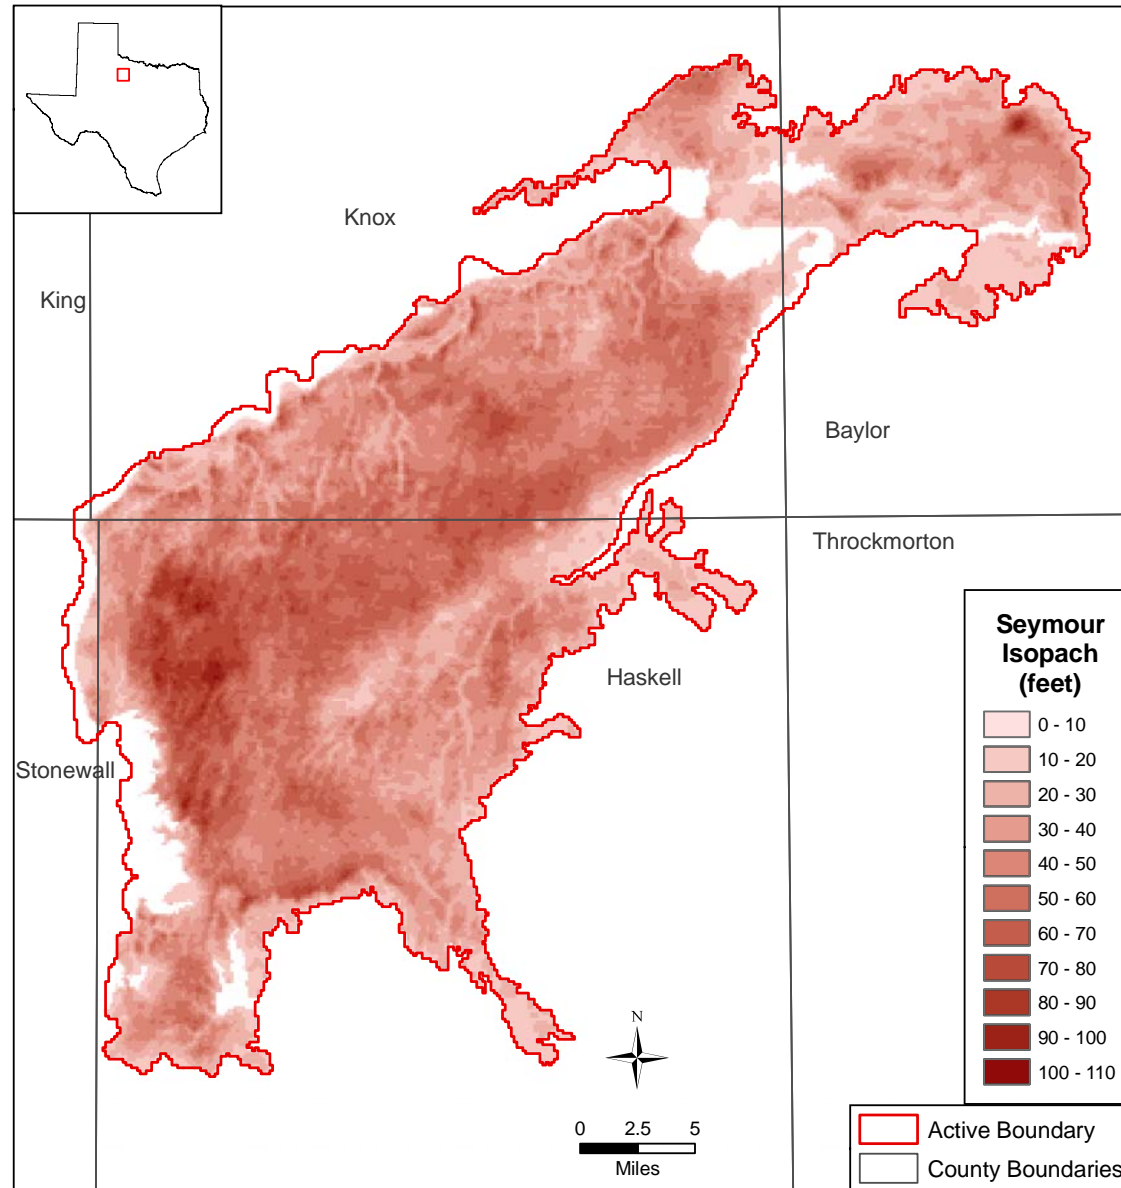 Knox
King
Baylor
Throckmorton
Haskell
Stonewall
Seymour
Isopach
(feet)
0 - 10
10 - 20
20 - 30
30 - 40
40 - 50
50 - 60
60 - 70
70 - 80
80 - 90
90 - 100
100 - 110
N
0 2.5 5
Miles
Active Boundary
County Boundaries